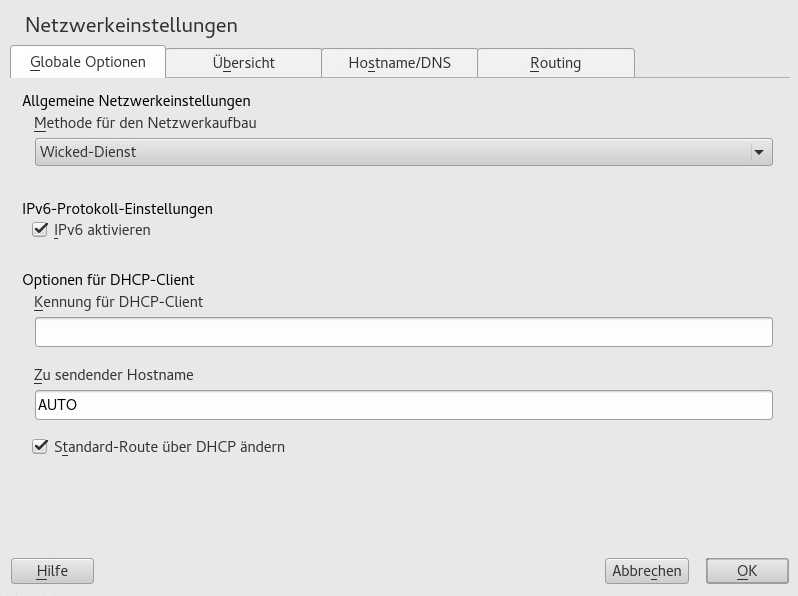 Netzwerkeinstellungen
Globale Optionen
Übersicht
Hostname/DNS
Routing
Allgemeine Netzwerkeinstellungen
Methode für den Netzwerkaufbau
Wicked-Dienst
IPv6-Protokoll-Einstellungen
IPv6 aktivieren
Optionen für DHCP-Client
Kennung für DHCP-Client
Zu sendender Hostname
AUTO
Standard-Route über DHCP ändern
Hilfe
Abbrechen
OK